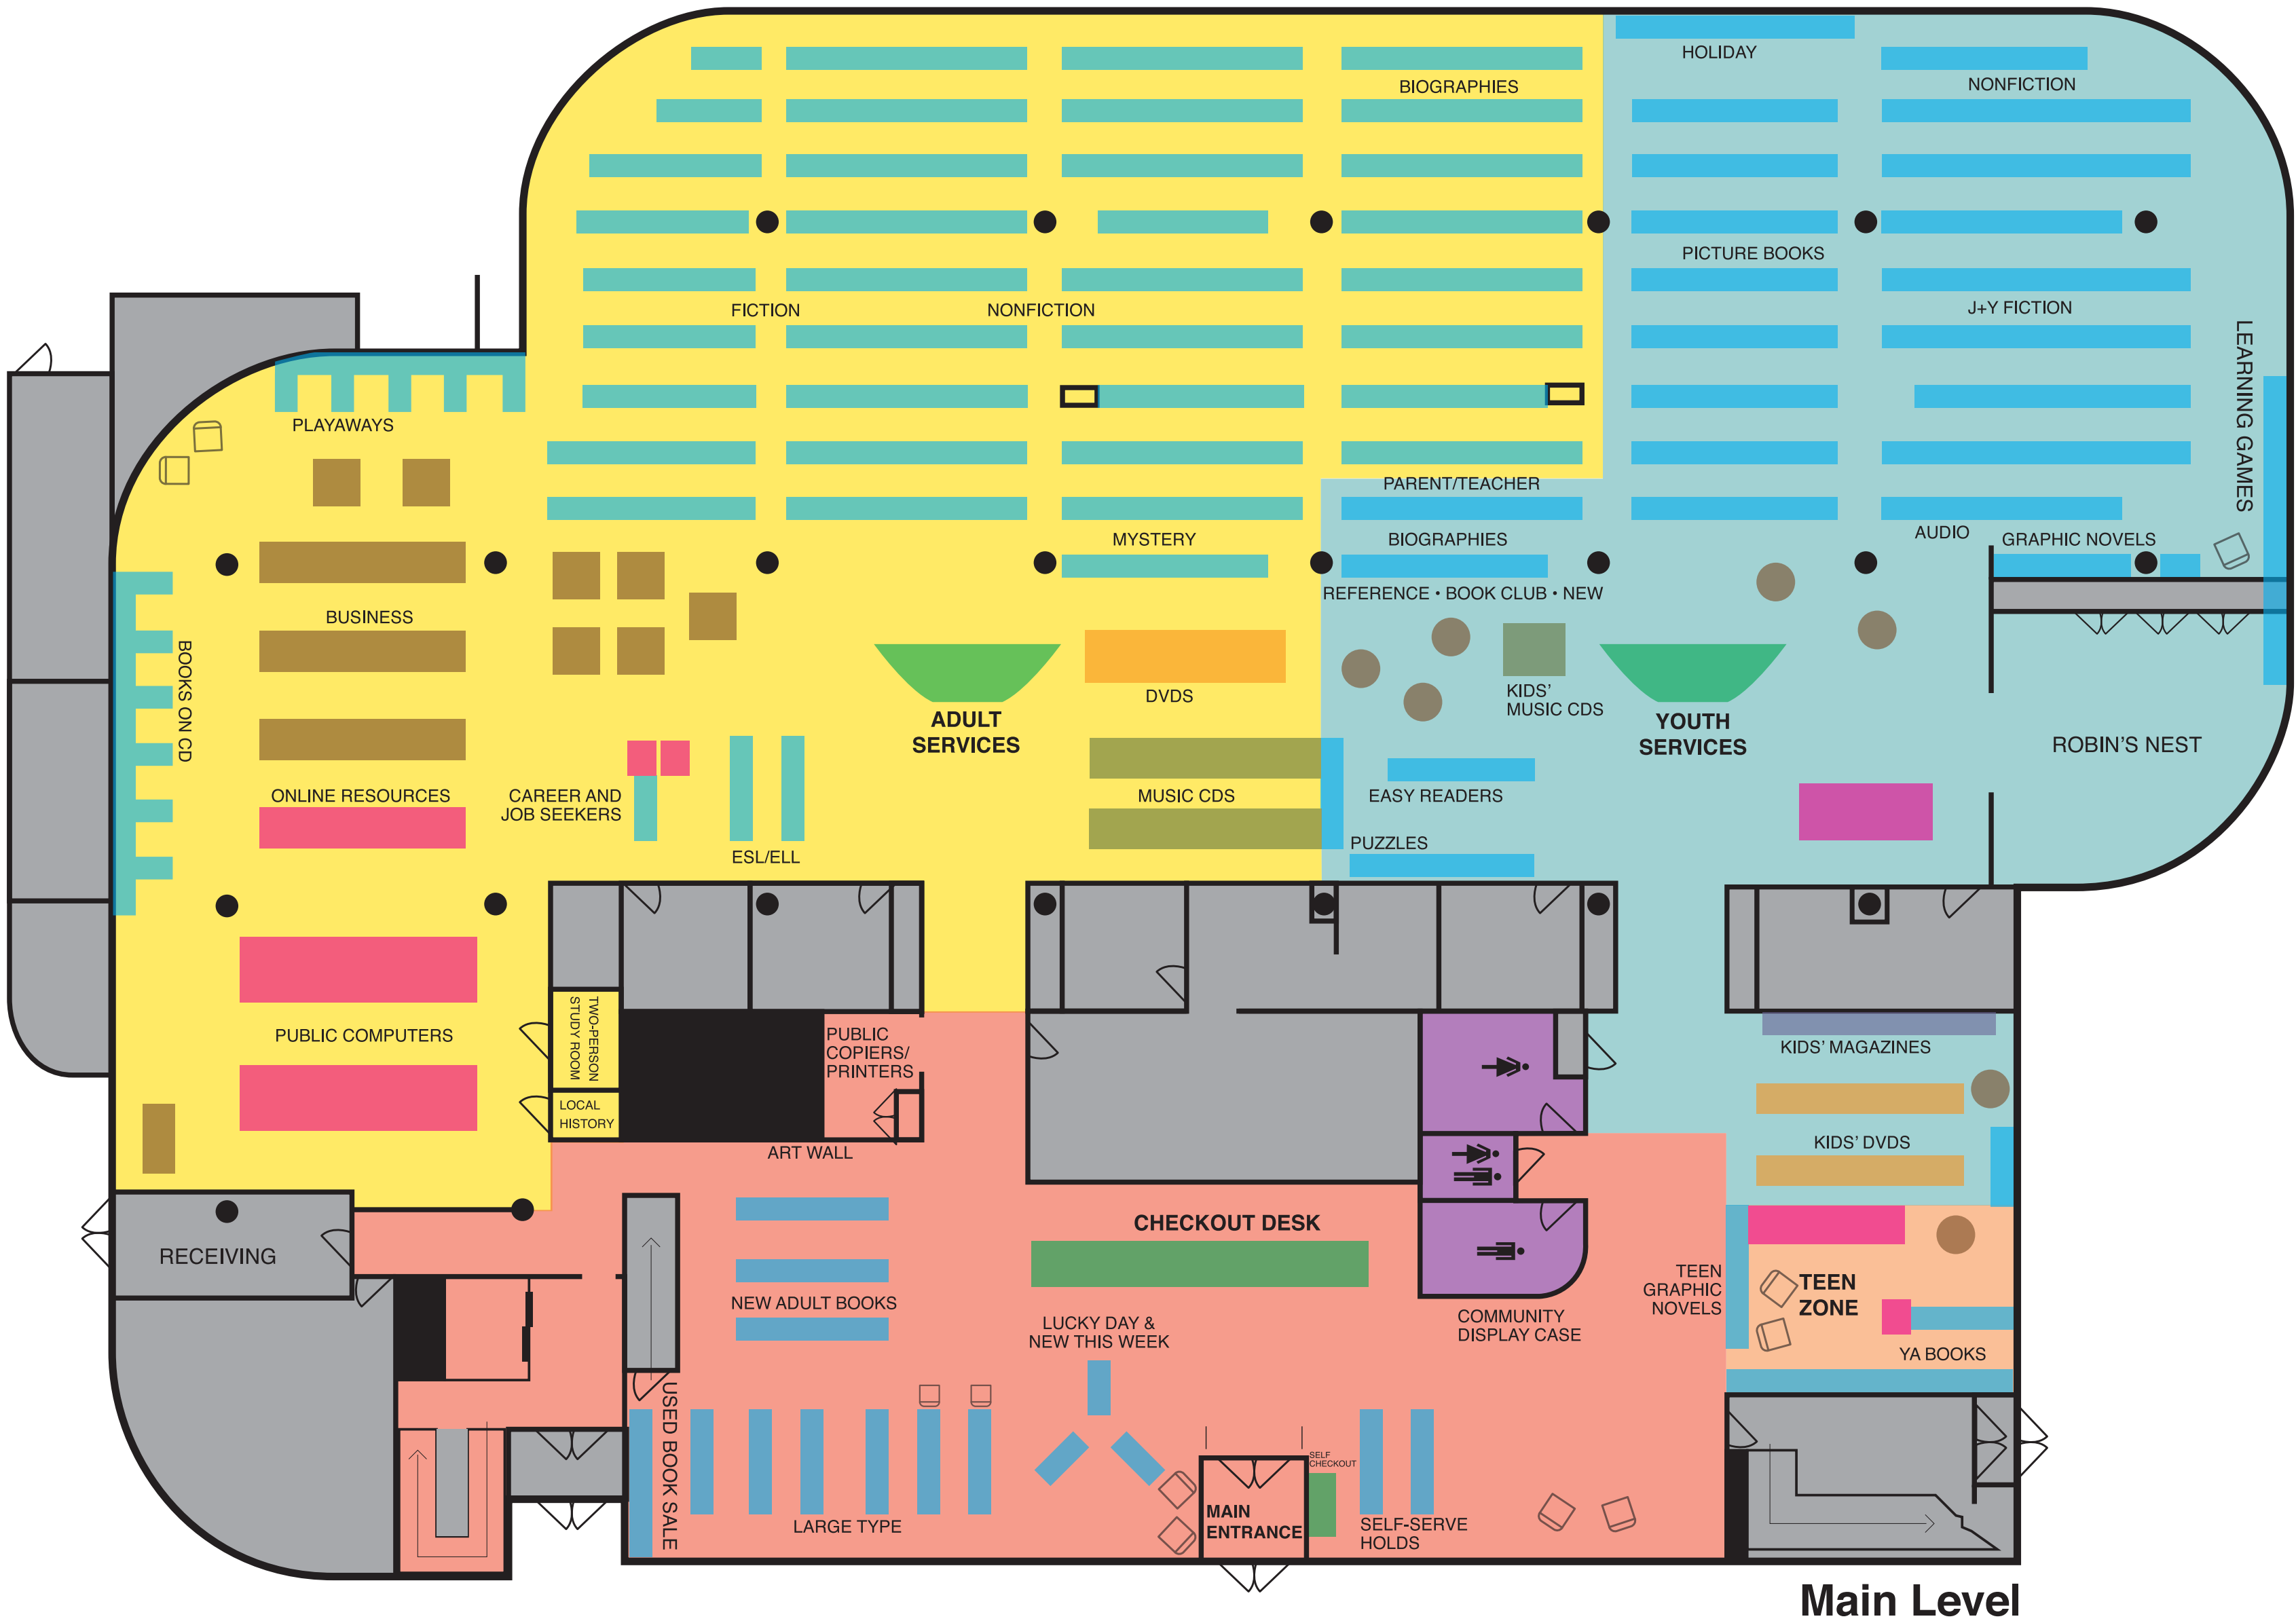 HOLIDAY
BIOGRAPHIES
NONFICTION
PICTURE BOOKS
FICTION
NONFICTION
J+Y FICTION
LEARNING GAMES
PLAYAWAYS
PARENT/TEACHER
MYSTERY
BIOGRAPHIES
AUDIO
GRAPHIC NOVELS
REFERENCE • BOOK CLUB • NEW
BUSINESS
BOOKS ON CD
DVDS
KIDS'
MUSIC CDS
ADULT
SERVICES
YOUTH
SERVICES
ROBIN'S NEST
ONLINE RESOURCES
CAREER AND
JOB SEEKERS
MUSIC CDS
EASY READERS
ESL/ELL
PUZZLES
PUBLIC COMPUTERS
TWO-PERSON
STUDY ROOM
PUBLIC
COPIERS/
PRINTERS
KIDS' MAGAZINES
LOCAL
HISTORY
ART WALL
KIDS' DVDS
RECEIVING
CHECKOUT DESK
TEEN
GRAPHIC
NOVELS
TEEN
ZONE
NEW ADULT BOOKS
LUCKY DAY &
NEW THIS WEEK
COMMUNITY
DISPLAY CASE
YA BOOKS
USED BOOK SALE
SELF
CHECKOUT
MAIN
ENTRANCE
LARGE TYPE
SELF-SERVE
HOLDS
Main Level